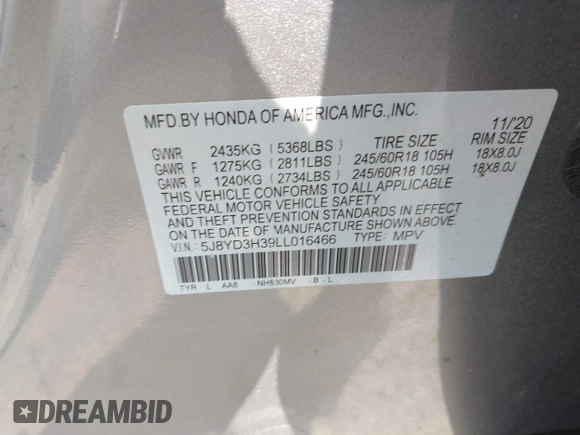 MFD.BY HONDA OF AMERICA MFG.,INC. 11/'20
GVWR 2435KG ( 5368LBS ) TIRE SIZE RIM SIZE
GAWR F 1275KG ( 2811LBS ) 245/60R18 105H 18X8.0J
GAWR R 1240KG ( 2734LBS ) 245/60R18 105H 18X8.0J
THIS VEHICLE CONFORMS TO ALL APPLICABLE
FEDERAL MOTOR VEHICLE SAFETY
AND THEFT PREVENTION STANDARDS IN EFFECT
ON THE DATE OF MANUFACTURE SHOWN ABOVE.
V.I.N.: 5J8YD3H39LL016466 TYPE: MPV
TYR L AA8 -NH830MV -B -L
DREAMBID